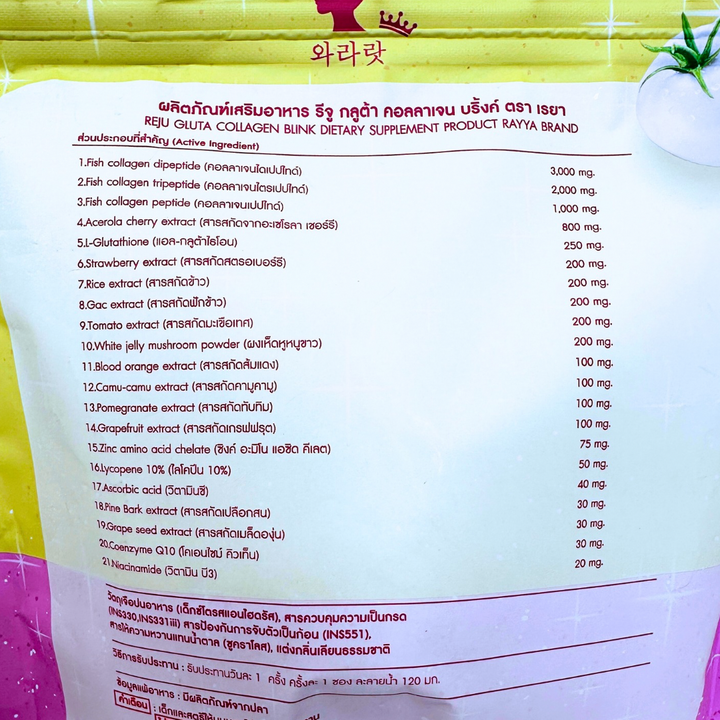 와라랏
ผลิตภัณฑ์เสริมอาหาร รีจู กลูต้า คอลลาเจน บริ้งค์ ตรา เรยา
REJU GLUTA COLLAGEN BLINK DIETARY SUPPLEMENT PRODUCT RAYYA BRAND
ส่วนประกอบที่สำคัญ (Active Ingredient)
1.Fish collagen dipeptide (คอลลาเจนไดเปปไทด์) 3,000 mg.
2.Fish collagen tripeptide (คอลลาเจนไตรเปปไทด์) 2,000 mg.
3.Fish collagen peptide (คอลลาเจนเปปไทด์) 1,000 mg.
4.Acerola cherry extract (สารสกัดจากอะเซโรลา เชอร์รี) 800 mg.
5.L-Glutathione (แอล-กลูต้าไธโอน) 250 mg.
6.Strawberry extract (สารสกัดสตรอเบอร์รี) 200 mg.
7.Rice extract (สารสกัดข้าว) 200 mg.
8.Gac extract (สารสกัดฟักข้าว) 200 mg.
9.Tomato extract (สารสกัดมะเขือเทศ) 200 mg.
10.White jelly mushroom powder (ผงเห็ดหูหนูขาว) 200 mg.
11.Blood orange extract (สารสกัดส้มแดง) 100 mg.
12.Camu-camu extract (สารสกัดคามูคามู) 100 mg.
13.Pomegranate extract (สารสกัดทับทิม) 100 mg.
14.Grapefruit extract (สารสกัดเกรฟฟรุต) 100 mg.
15.Zinc amino acid chelate (ซิงค์ อะมิโน แอซิด คีเลต) 75 mg.
16.Lycopene 10% (ไลโคปีน 10%) 50 mg.
17.Ascorbic acid (วิตามินซี) 40 mg.
18.Pine Bark extract (สารสกัดเปลือกสน) 30 mg.
19.Grape seed extract (สารสกัดเมล็ดองุ่น) 30 mg.
20.Coenzyme Q10 (โคเอนไซม์ คิวเท็น) 30 mg.
21.Niacinamide (วิตามิน บี3) 20 mg.
วัตถุเจือปนอาหาร (เด็กซ์โตรสแอนไฮดรัส), สารควบคุมความเป็นกรด
(INS330,INS331iii) สารป้องกันการจับตัวเป็นก้อน (INS551),
สารให้ความหวานแทนน้ำตาล (ซูคราโลส), แต่งกลิ่นเลียนธรรมชาติ
วิธีการรับประทาน : รับประทานวันละ 1 ครั้ง ครั้งละ 1 ซอง ละลายน้ำ 120 มก.
ข้อมูลแพ้อาหาร : มีผลิตภัณฑ์จากปลา
คำเตือน : เด็กและสตรีมี